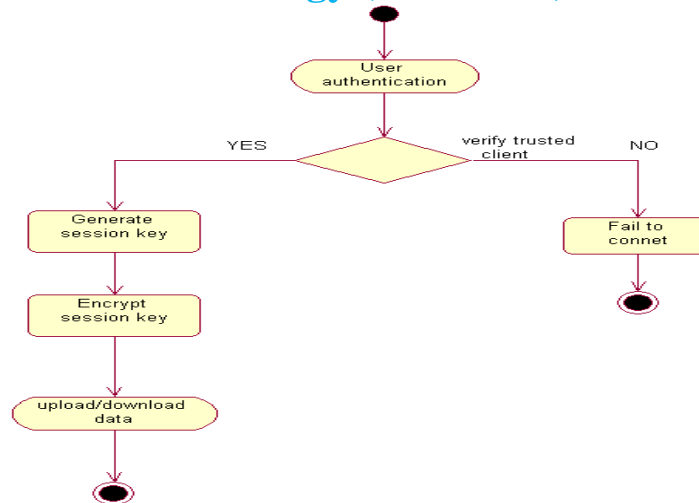 User
authentication
YES
verify trusted
client
NO
Generate
session key
Fail to
connet
Encrypt
session key
upload/download
data